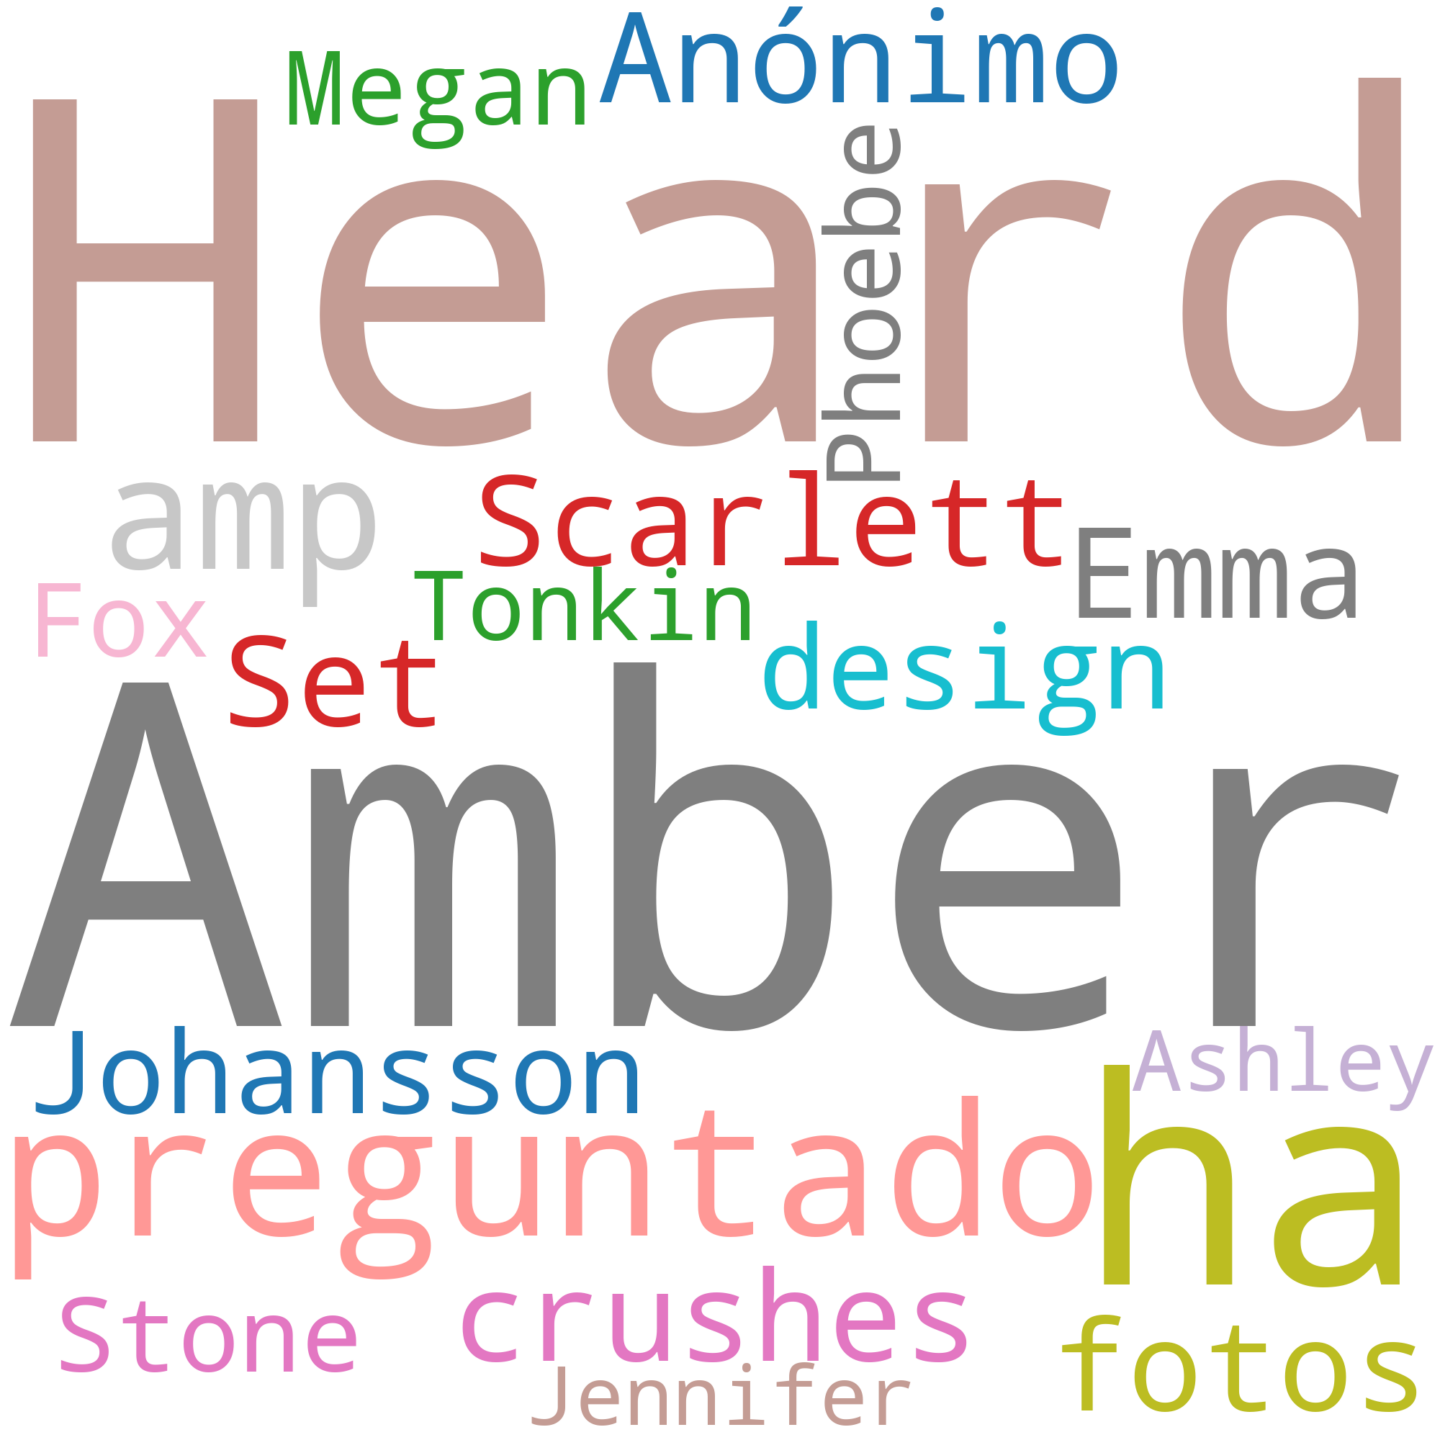 Megan
Anónimo
Heard
Phoebe
amp
Scarlett
Emma
Fox
Tonkin
Set
design
Amber
Johansson
Ashley
preguntado
ha
Stone
crushes
fotos
Jennifer